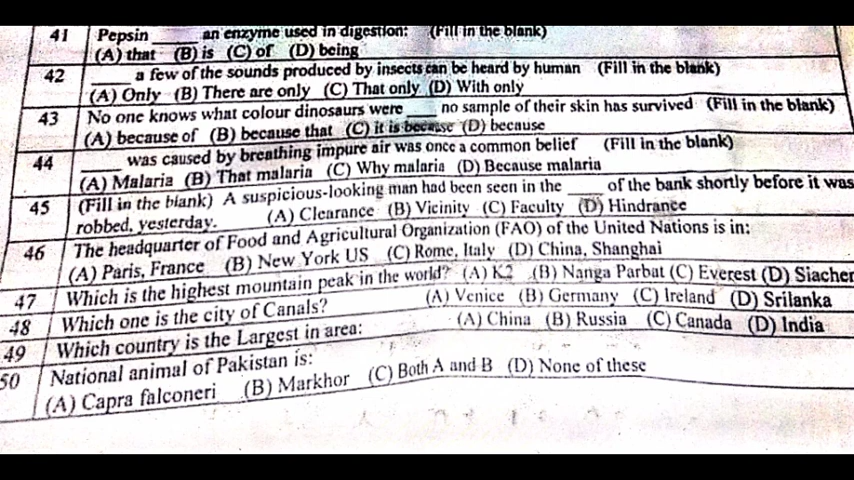 41 Pepsin ____ an enzyme used in digestion: (Fill in the blank)
(A) that (B) is (C) of (D) being
42 ____ a few of the sounds produced by insects can be heard by human (Fill in the blank)
(A) Only (B) There are only (C) That only (D) With only
43 No one knows what colour dinosaurs were ____ no sample of their skin has survived (Fill in the blank)
(A) because of (B) because that (C) it is because (D) because
44 ____ was caused by breathing impure air was once a common belief (Fill in the blank)
(A) Malaria (B) That malaria (C) Why malaria (D) Because malaria
45 (Fill in the blank) A suspicious-looking man had been seen in the ____ of the bank shortly before it was
robbed, yesterday. (A) Clearance (B) Vicinity (C) Faculty (D) Hindrance
46 The headquarter of Food and Agricultural Organization (FAO) of the United Nations is in:
(A) Paris, France (B) New York US (C) Rome, Italy (D) China, Shanghai
47 Which is the highest mountain peak in the world? (A) K2 (B) Nanga Parbat (C) Everest (D) Siachen
48 Which one is the city of Canals? (A) Venice (B) Germany (C) Ireland (D) Srilanka
49 Which country is the Largest in area: (A) China (B) Russia (C) Canada (D) India
50 National animal of Pakistan is:
(A) Capra falconeri (B) Markhor (C) Both A and B (D) None of these